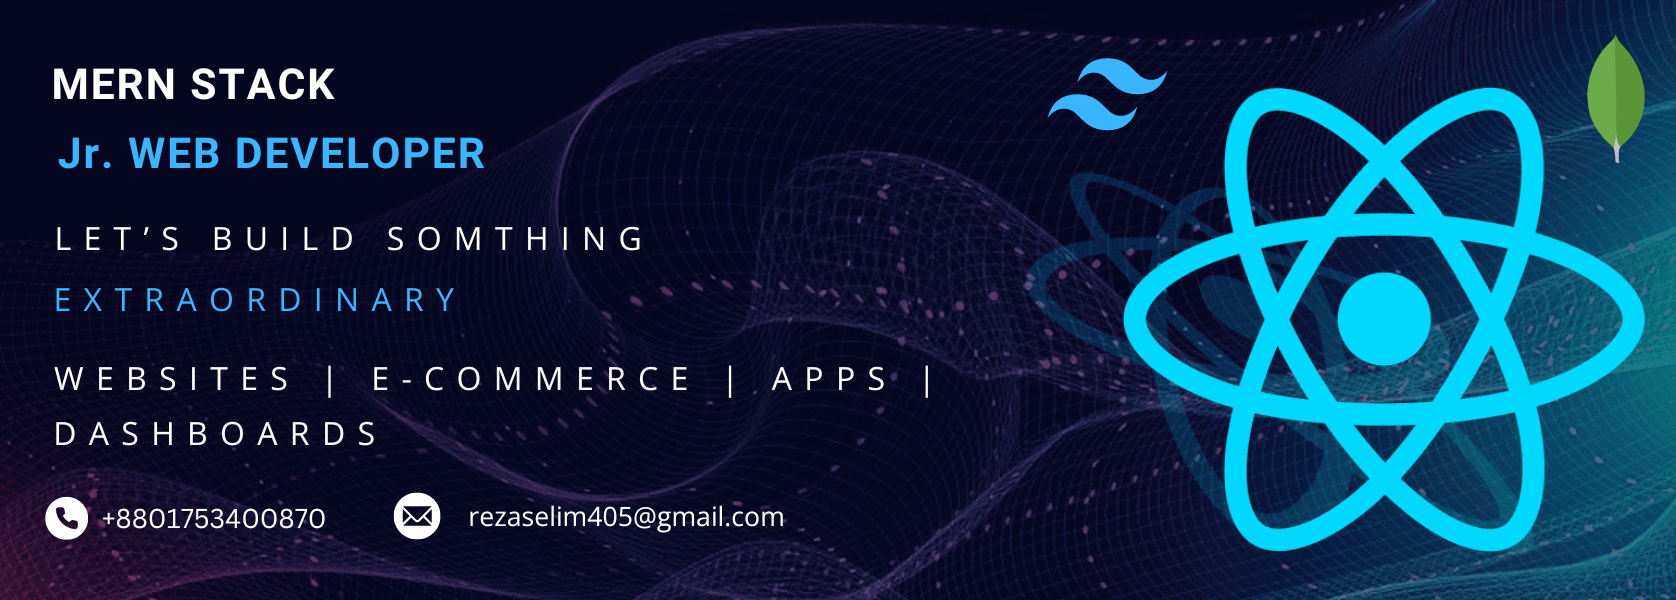 MERN STACK
Jr. WEB DEVELOPER
LET’S BUILD SOMTHING
EXTRAORDINARY
WEBSITES | E-COMMERCE | APPS |
DASHBOARDS
+8801753400870 rezaselim405@gmail.com